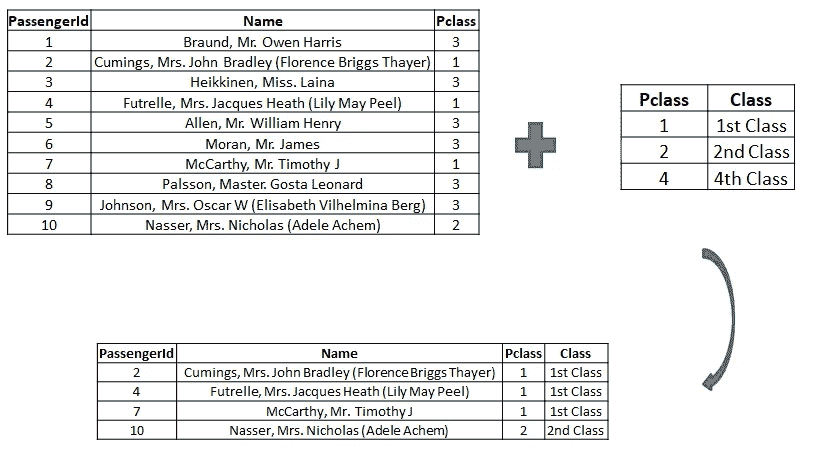 PassengerId Name Pclass
1 Braund, Mr. Owen Harris 3
2 Cumings, Mrs. John Bradley (Florence Briggs Thayer) 1
3 Heikkinen, Miss. Laina 3
4 Futrelle, Mrs. Jacques Heath (Lily May Peel) 1
5 Allen, Mr. William Henry 3
6 Moran, Mr. James 3
7 McCarthy, Mr. Timothy J 1
8 Palsson, Master. Gosta Leonard 3
9 Johnson, Mrs. Oscar W (Elisabeth Vilhelmina Berg) 3
10 Nasser, Mrs. Nicholas (Adele Achem) 2
Pclass Class
1 1st Class
2 2nd Class
4 4th Class
PassengerId Name Pclass Class
2 Cumings, Mrs. John Bradley (Florence Briggs Thayer) 1 1st Class
4 Futrelle, Mrs. Jacques Heath (Lily May Peel) 1 1st Class
7 McCarthy, Mr. Timothy J 1 1st Class
10 Nasser, Mrs. Nicholas (Adele Achem) 2 2nd Class